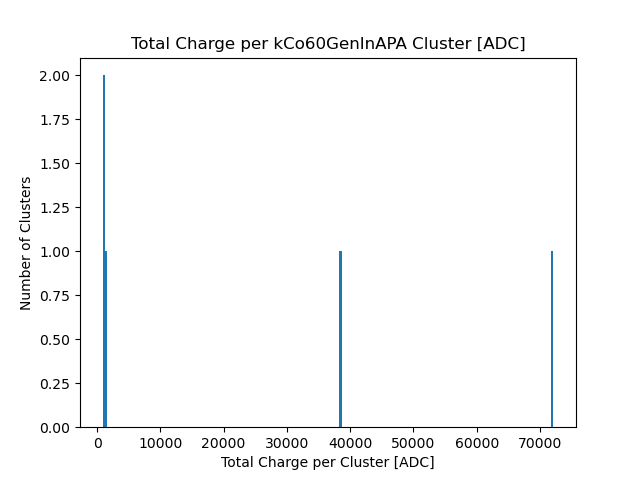 Total Charge per kCo60GenInAPA Cluster [ADC]
2.00
1.75
1.50
1.25
1.00
0.75
0.50
0.25
0.00
Number of Clusters
0 10000 20000 30000 40000 50000 60000 70000
Total Charge per Cluster [ADC]